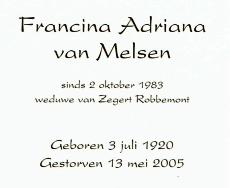 Francina Adriana
van Melsen
sinds 2 oktober 1983
weduwe van Zegert Robbemont
Geboren 3 juli 1920
Gestorven 13 mei 2005